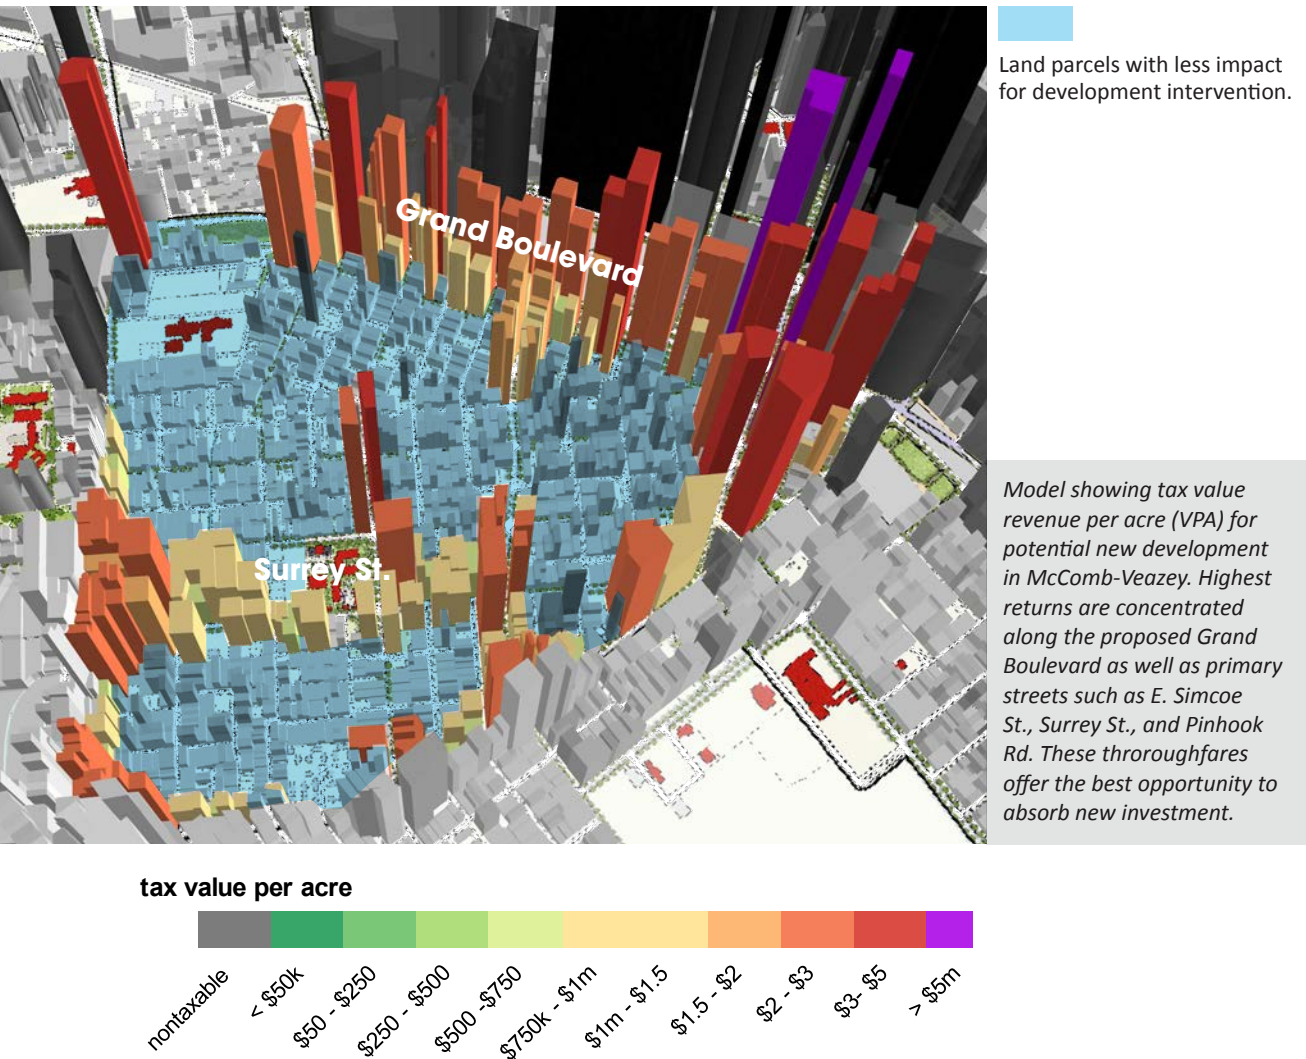 Land parcels with less impact
for development intervention.
Grand Boulevard
Surrey St.
Model showing tax value
revenue per acre (VPA) for
potential new development
in McComb-Veazey. Highest
returns are concentrated
along the proposed Grand
Boulevard as well as primary
streets such as E. Simcoe
St., Surrey St., and Pinhook
Rd. These throroughfares
offer the best opportunity to
absorb new investment.
tax value per acre
nontaxable
< $50k
$50 - $250
$250 - $500
$500 -$750
$750k - $1m
$1m - $1.5
$1.5 - $2
$2 - $3
$3- $5
> $5m